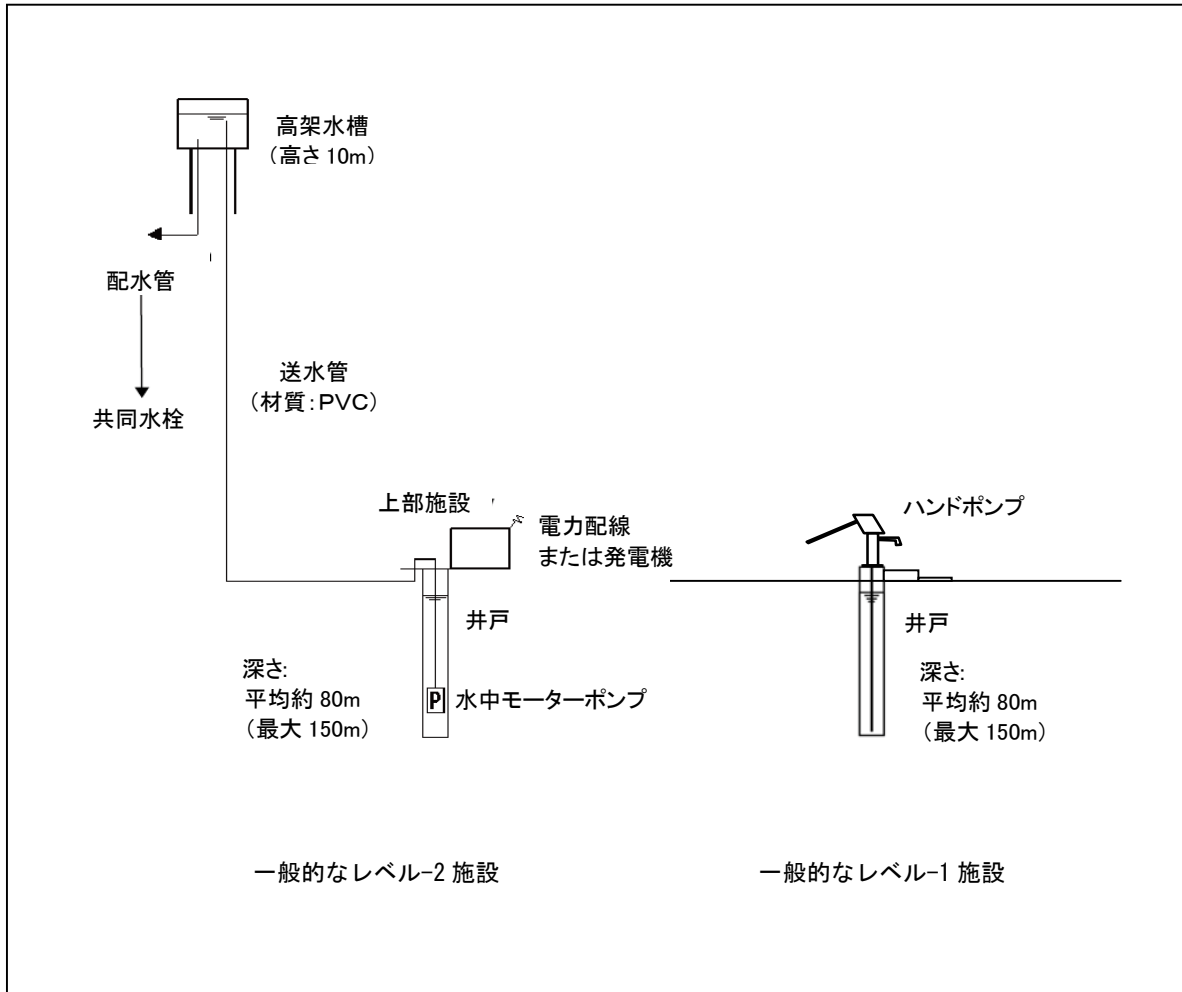 高架水槽
(高さ 10m)
配水管
共同水栓
送水管
(材質:PVC)
上部施設
電力配線
または発電機
井戸
深さ:
平均約 80m
(最大 150m)
P
水中モーターポンプ
一般的なレベル-2 施設
ハンドポンプ
井戸
深さ:
平均約 80m
(最大 150m)
一般的なレベル-1 施設